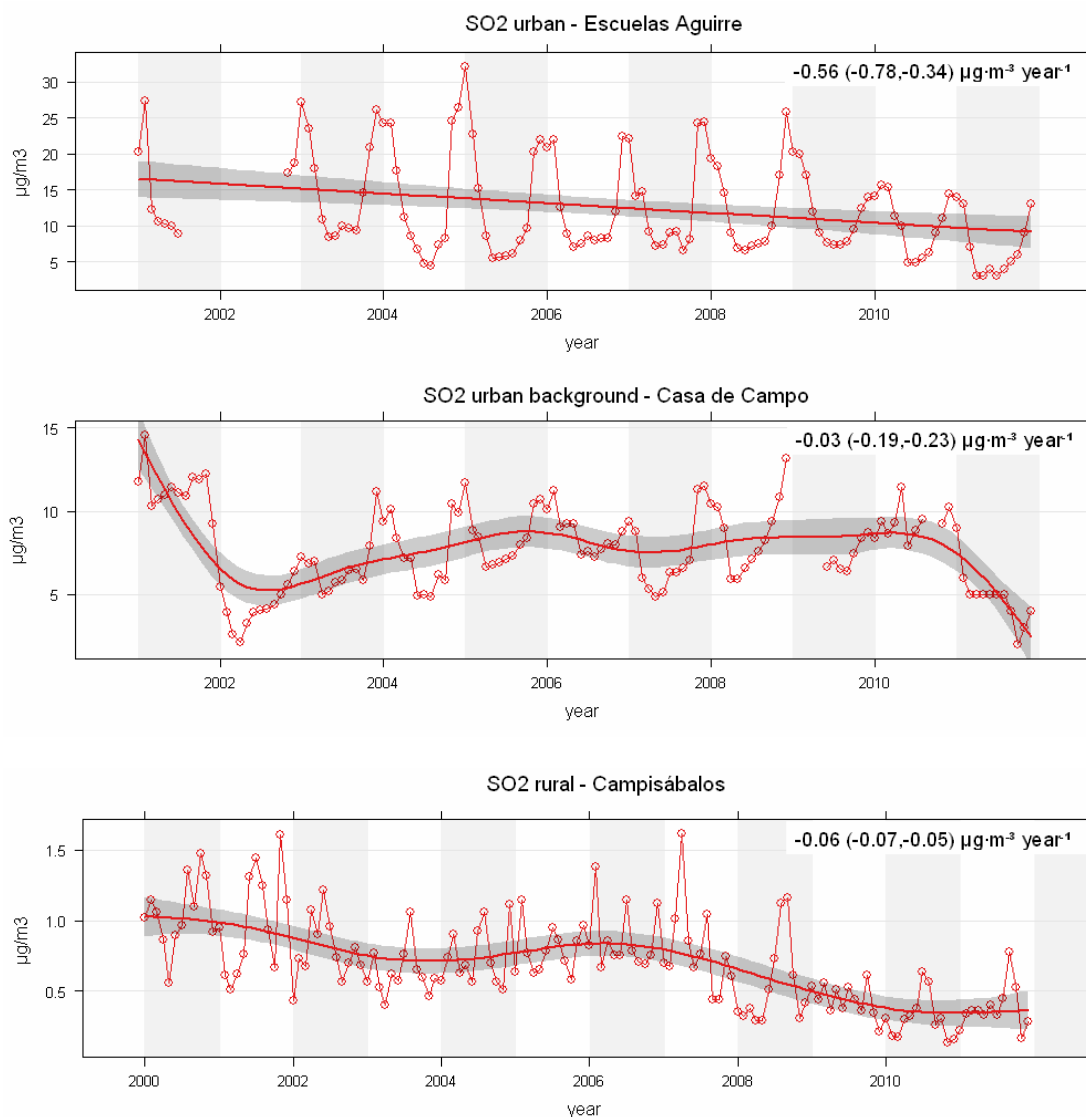 SO2 urban - Escuelas Aguirre
-0.56 (-0.78,-0.34) µg·m⁻³ year⁻¹
30
25
20
15
10
5
µg/m3
2002 2004 2006 2008 2010
year
SO2 urban background - Casa de Campo
-0.03 (-0.19,-0.23) µg·m⁻³ year⁻¹
15
10
5
µg/m3
2002 2004 2006 2008 2010
year
SO2 rural - Campisábalos
-0.06 (-0.07,-0.05) µg·m⁻³ year⁻¹
1.5
1.0
0.5
µg/m3
2000 2002 2004 2006 2008 2010
year